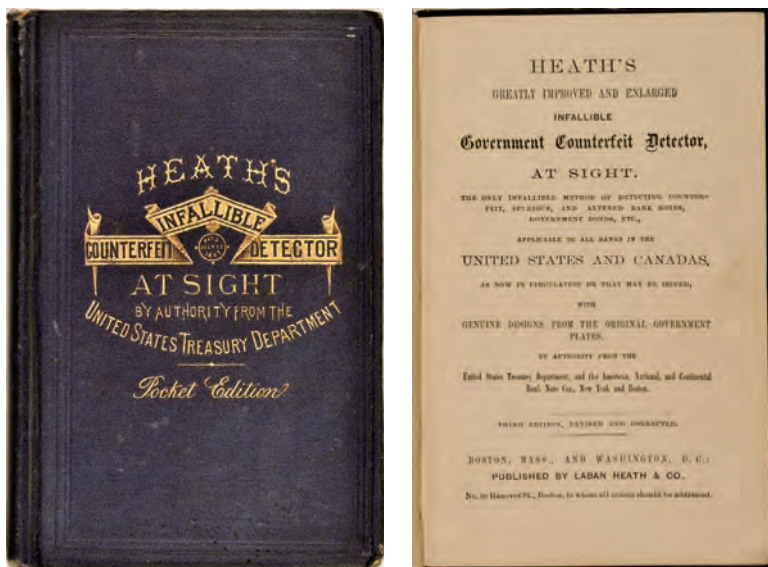 HEATH'S
INFALLIBLE
COUNTERFEIT DETECTOR
AT SIGHT
BY AUTHORITY FROM THE
UNITED STATES TREASURY DEPARTMENT
Pocket Edition
HEATH'S
GREATLY IMPROVED AND ENLARGED
INFALLIBLE
Government Counterfeit Detector,
AT SIGHT.
THE ONLY INFALLIBLE METHOD OF DETECTING COUNTER-
FEIT, SPURIOUS, AND ALTERED BANK NOTES,
GOVERNMENT BONDS, ETC.,
APPLICABLE TO ALL BANKS IN THE
UNITED STATES AND CANADAS,
AS NOW IN CIRCULATION OR THAT MAY BE ISSUED;
WITH
GENUINE DESIGNS FROM THE ORIGINAL GOVERNMENT
PLATES.
BY AUTHORITY FROM THE
United States Treasury Department, and the American, National, and Continental
Bank Note Cos., New York and Boston.
THIRD EDITION, REVISED AND CORRECTED.
BOSTON, MASS., AND WASHINGTON, D. C.:
PUBLISHED BY LABAN HEATH & CO.,
Hanover St., Boston, to whom all orders should be addressed.